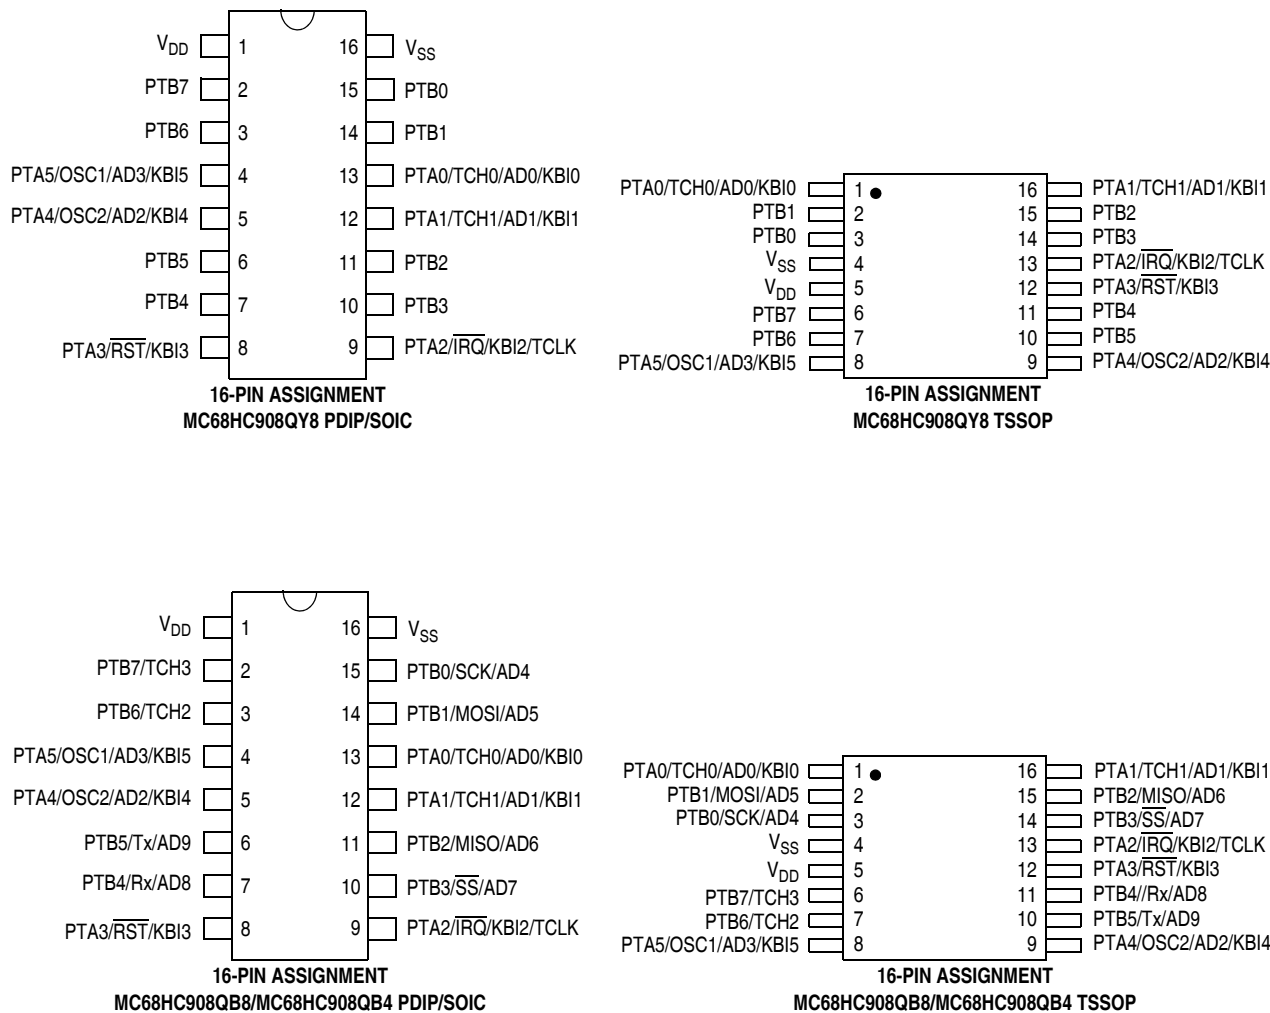 VDD 1 16 VSS
PTB7 2 15 PTB0
PTB6 3 14 PTB1
PTA5/OSC1/AD3/KBI5 4 13 PTA0/TCH0/AD0/KBI0
PTA4/OSC2/AD2/KBI4 5 12 PTA1/TCH1/AD1/KBI1
PTB5 6 11 PTB2
PTB4 7 10 PTB3
PTA3/RST/KBI3 8 9 PTA2/IRQ/KBI2/TCLK
16-PIN ASSIGNMENT
MC68HC908QY8 PDIP/SOIC
PTA0/TCH0/AD0/KBI0 1 16 PTA1/TCH1/AD1/KBI1
PTB1 2 15 PTB2
PTB0 3 14 PTB3
VSS 4 13 PTA2/IRQ/KBI2/TCLK
VDD 5 12 PTA3/RST/KBI3
PTB7 6 11 PTB4
PTB6 7 10 PTB5
PTA5/OSC1/AD3/KBI5 8 9 PTA4/OSC2/AD2/KBI4
16-PIN ASSIGNMENT
MC68HC908QY8 TSSOP
VDD 1 16 VSS
PTB7/TCH3 2 15 PTB0/SCK/AD4
PTB6/TCH2 3 14 PTB1/MOSI/AD5
PTA5/OSC1/AD3/KBI5 4 13 PTA0/TCH0/AD0/KBI0
PTA4/OSC2/AD2/KBI4 5 12 PTA1/TCH1/AD1/KBI1
PTB5/Tx/AD9 6 11 PTB2/MISO/AD6
PTB4/Rx/AD8 7 10 PTB3/SS/AD7
PTA3/RST/KBI3 8 9 PTA2/IRQ/KBI2/TCLK
16-PIN ASSIGNMENT
MC68HC908QB8/MC68HC908QB4 PDIP/SOIC
PTA0/TCH0/AD0/KBI0 1 16 PTA1/TCH1/AD1/KBI1
PTB1/MOSI/AD5 2 15 PTB2/MISO/AD6
PTB0/SCK/AD4 3 14 PTB3/SS/AD7
VSS 4 13 PTA2/IRQ/KBI2/TCLK
VDD 5 12 PTA3/RST/KBI3
PTB7/TCH3 6 11 PTB4//Rx/AD8
PTB6/TCH2 7 10 PTB5/Tx/AD9
PTA5/OSC1/AD3/KBI5 8 9 PTA4/OSC2/AD2/KBI4
16-PIN ASSIGNMENT
MC68HC908QB8/MC68HC908QB4 TSSOP